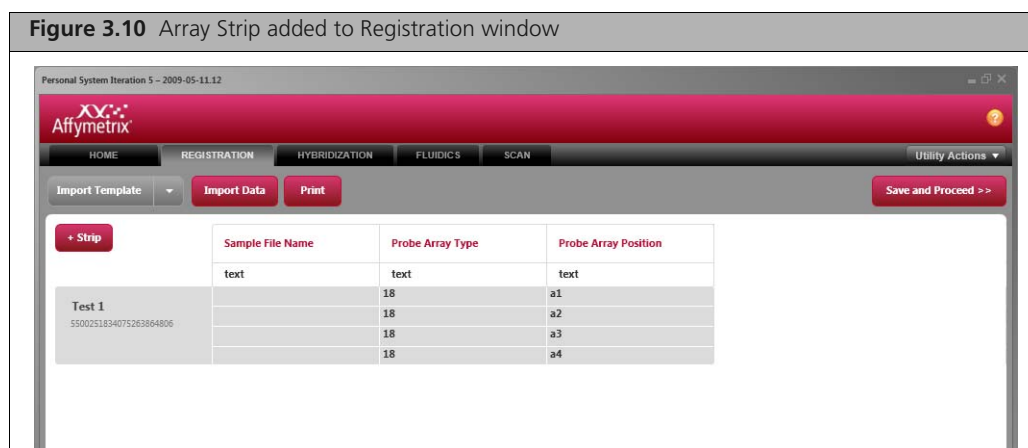 Figure 3.10 Array Strip added to Registration window
Personal System Iteration 5 – 2009-05-11.12
Affymetrix
HOME REGISTRATION HYBRIDIZATION FLUIDICS SCAN Utility Actions
Import Template Import Data Print Save and Proceed >>
+ Strip Sample File Name Probe Array Type Probe Array Position
text text text
Test 1
5500251834075263864806
18 a1
18 a2
18 a3
18 a4